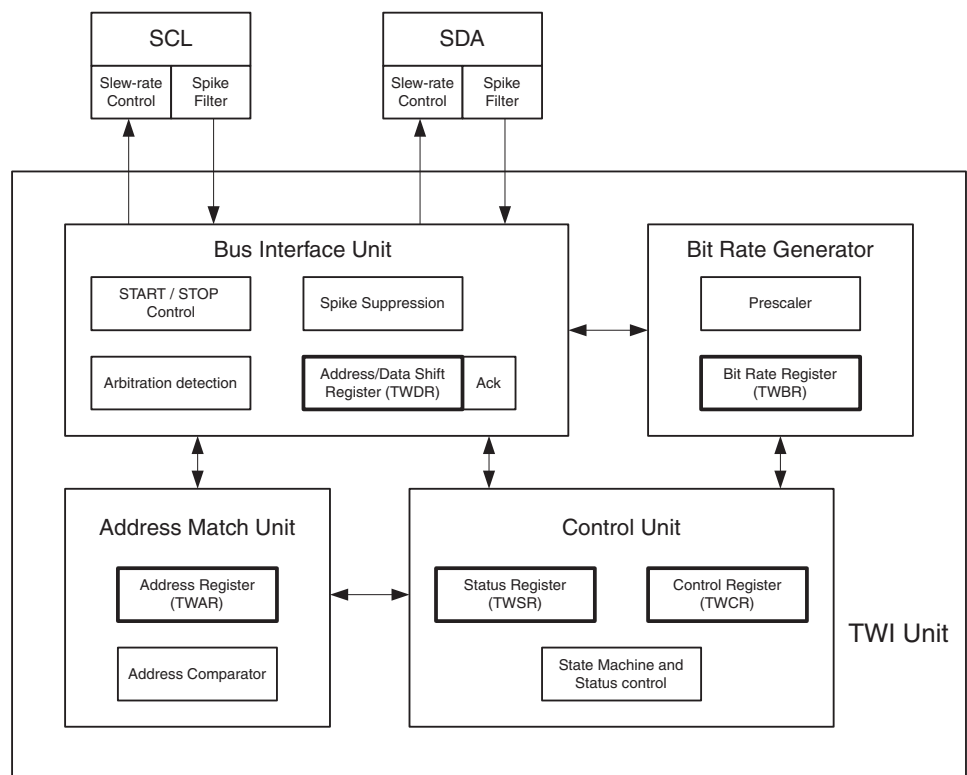 SCL
Slew-rate
Control
Spike
Filter
SDA
Slew-rate
Control
Spike
Filter
Bus Interface Unit
START / STOP
Control
Spike Suppression
Arbitration detection
Address/Data Shift
Register (TWDR)
Ack
Bit Rate Generator
Prescaler
Bit Rate Register
(TWBR)
Address Match Unit
Address Register
(TWAR)
Address Comparator
Control Unit
Status Register
(TWSR)
Control Register
(TWCR)
State Machine and
Status control
TWI Unit